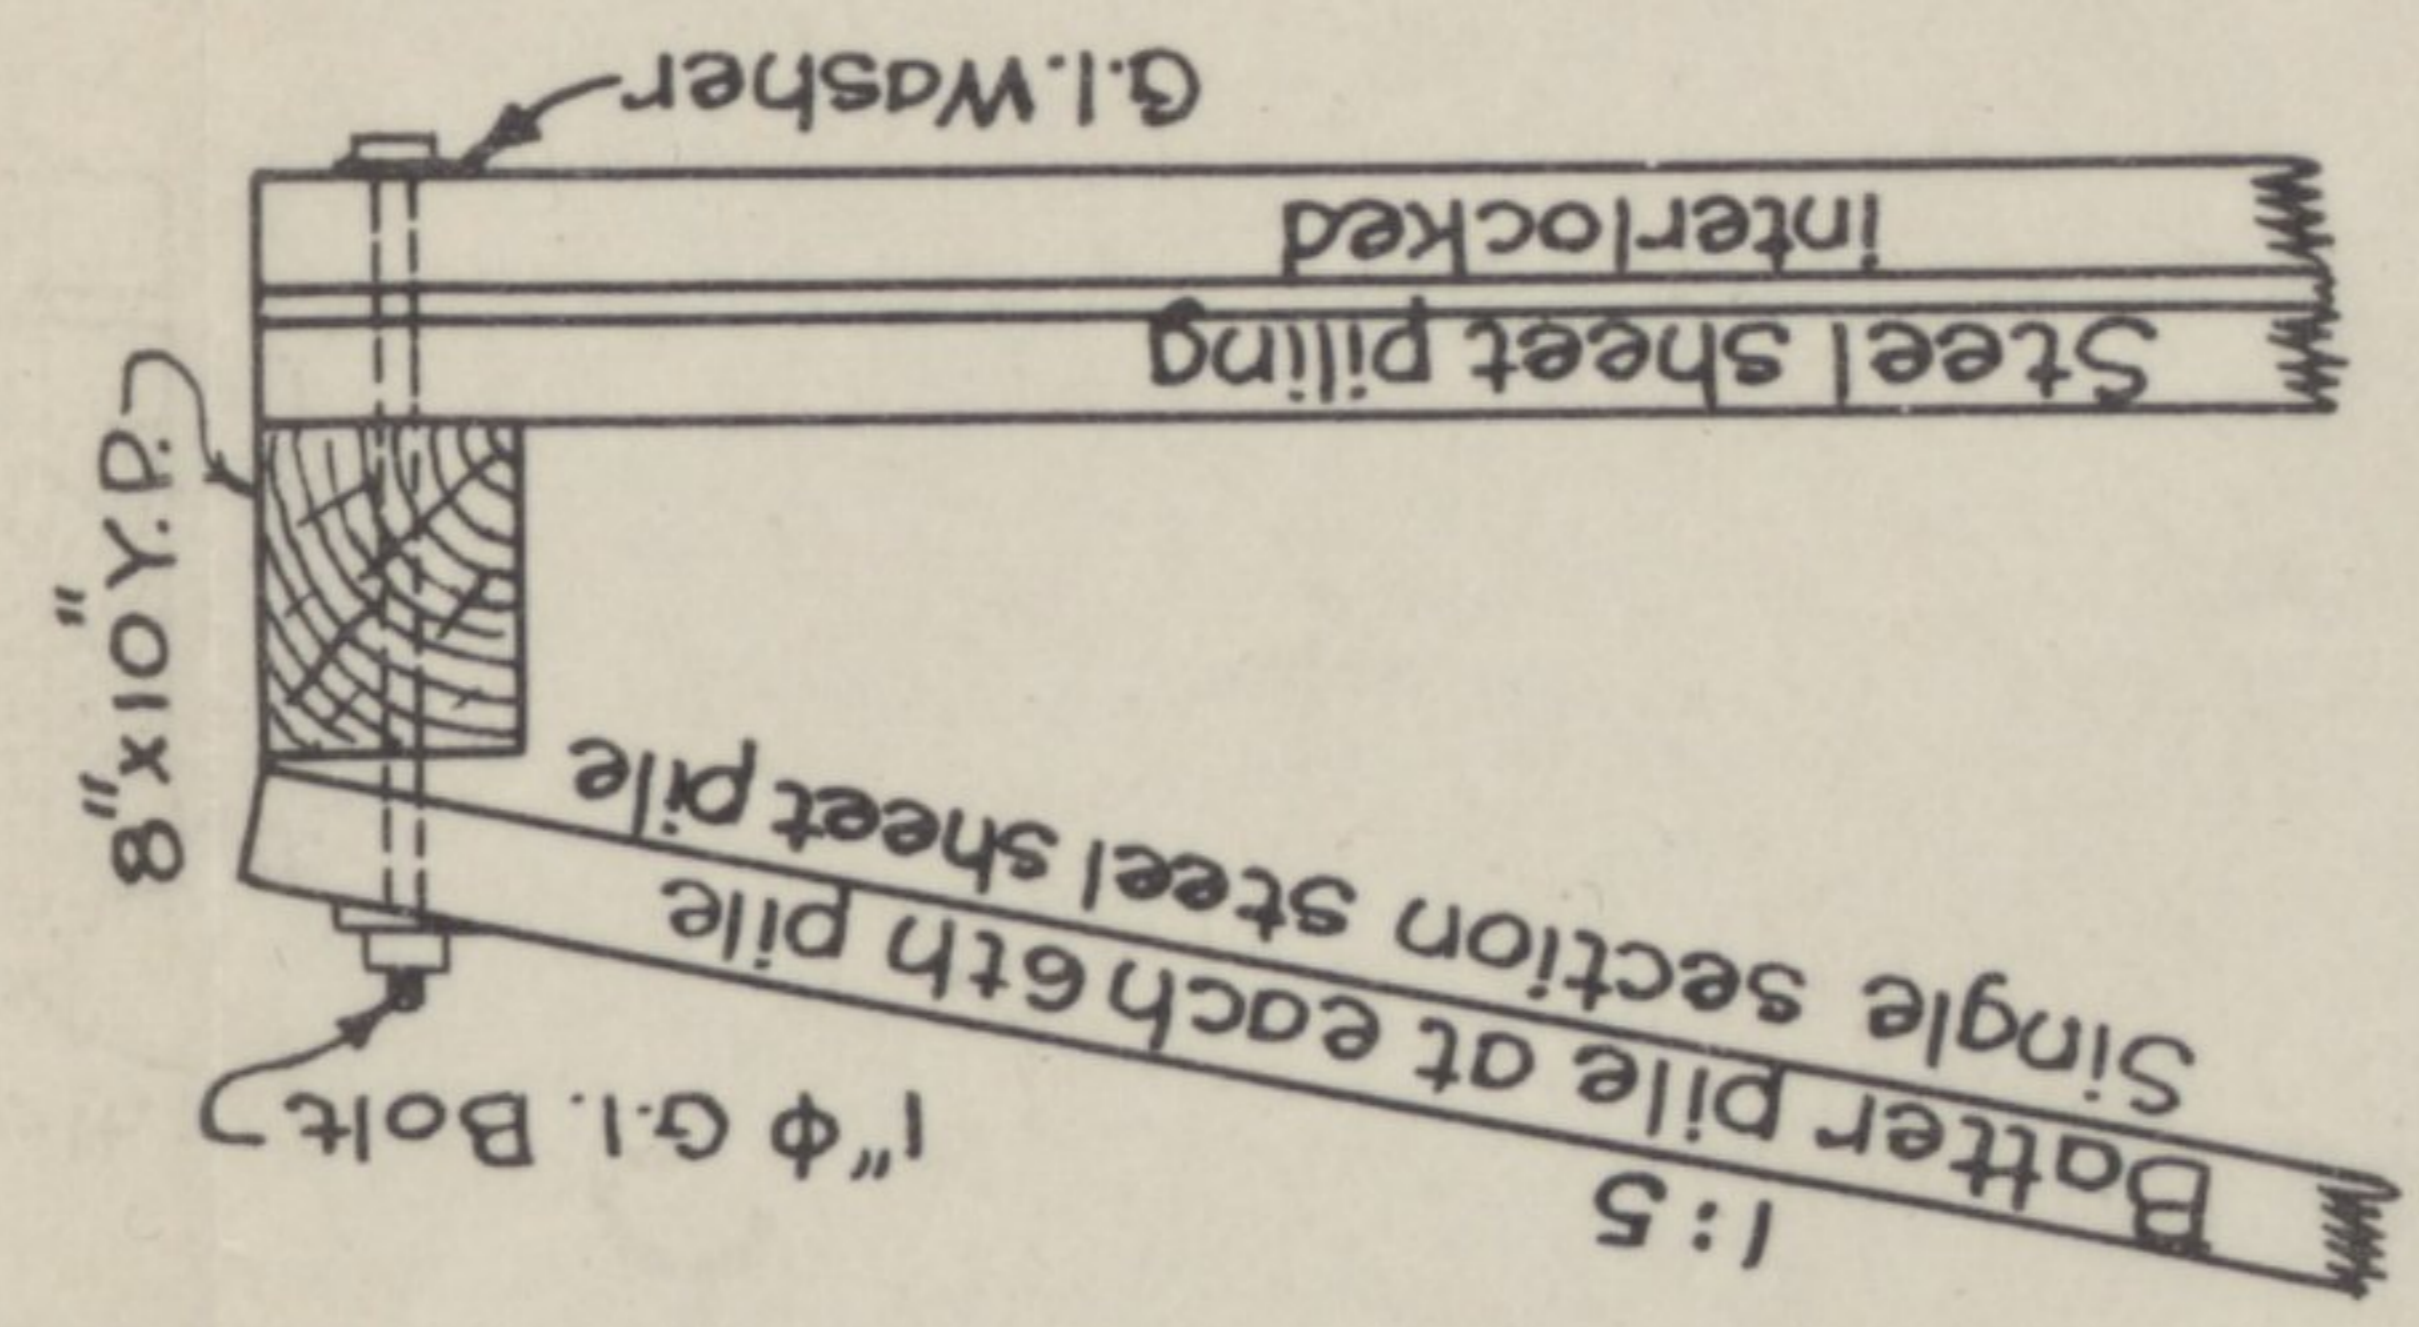 1:5
Batter pile at each 6th pile
Single section steel sheet pile
1"ϕ G.I. Bolt
8"x10" Y.P.
Steel sheet piling
interlocked
G.I. Washer